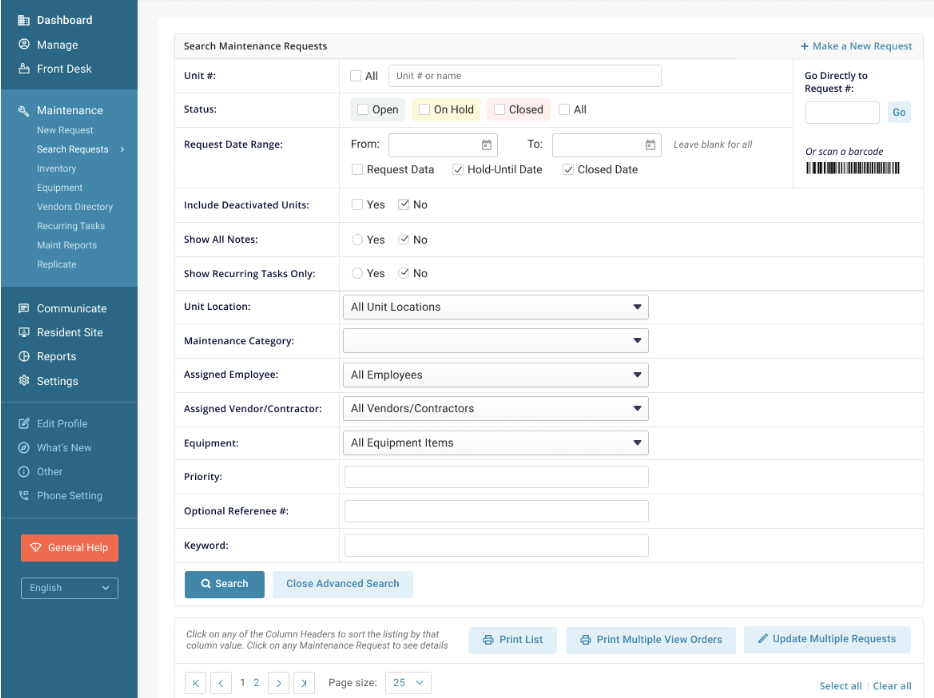 Dashboard
Manage
Front Desk
Maintenance
New Request
Search Requests
Inventory
Equipment
Vendors Directory
Recurring Tasks
Maint Reports
Replicate
Communicate
Resident Site
Reports
Settings
Edit Profile
What's New
Other
Phone Setting
General Help
English
Search Maintenance Requests
+ Make a New Request
Unit #:
All
Unit # or name
Go Directly to
Request #:
Go
Or scan a barcode
Status:
Open On Hold Closed All
Request Date Range:
From: To: Leave blank for all
Request Data Hold-Until Date Closed Date
Include Deactivated Units:
Yes No
Show All Notes:
Yes No
Show Recurring Tasks Only:
Yes No
Unit Location:
All Unit Locations
Maintenance Category:
Assigned Employee:
All Employees
Assigned Vendor/Contractor:
All Vendors/Contractors
Equipment:
All Equipment Items
Priority:
Optional Referenee #:
Keyword:
Search
Close Advanced Search
Click on any of the Column Headers to sort the listing by that
column value. Click on any Maintenance Request to see details
Print List
Print Multiple View Orders
Update Multiple Requests
1 2
Page size: 25
Select all | Clear all